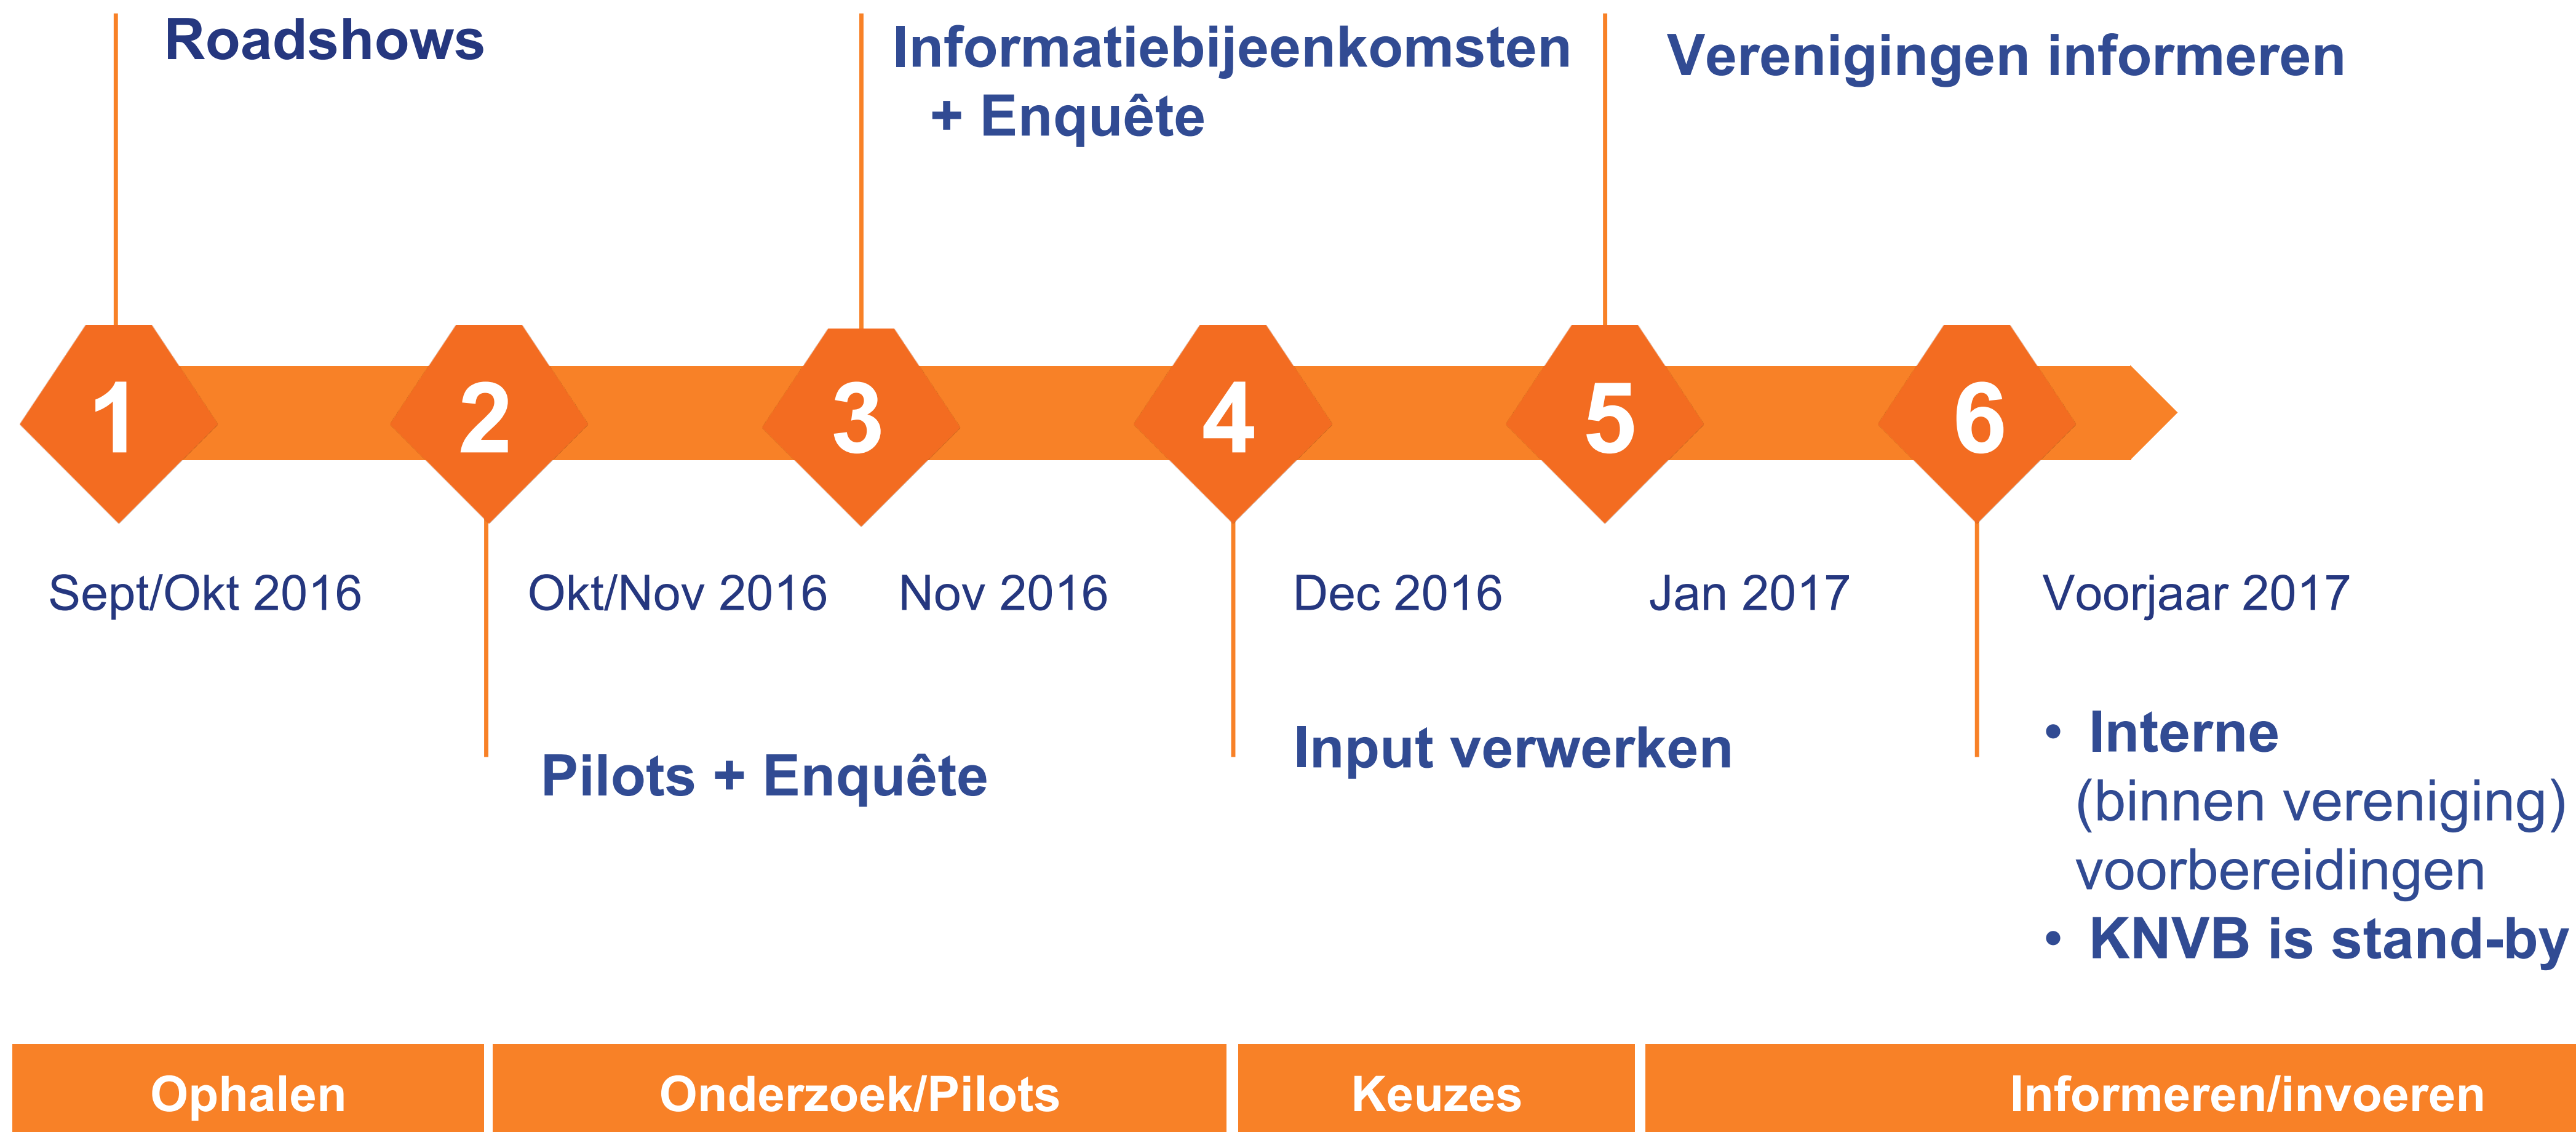 Roadshows
Informatiebijeenkomsten
+ Enquête
Verenigingen informeren
1
2
3
4
5
6
Sept/Okt 2016
Okt/Nov 2016
Nov 2016
Dec 2016
Jan 2017
Voorjaar 2017
Pilots + Enquête
Input verwerken
• Interne
(binnen vereniging)
voorbereidingen
• KNVB is stand-by
Ophalen
Onderzoek/Pilots
Keuzes
Informeren/invoeren